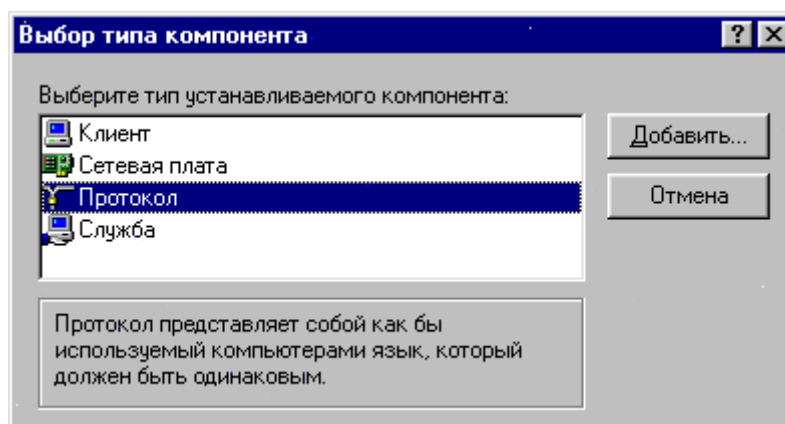 Выбор типа компонента
Выберите тип устанавливаемого компонента:
Клиент
Сетевая плата
Протокол
Служба
Добавить...
Отмена
Протокол представляет собой как бы
используемый компьютерами язык, который
должен быть одинаковым.